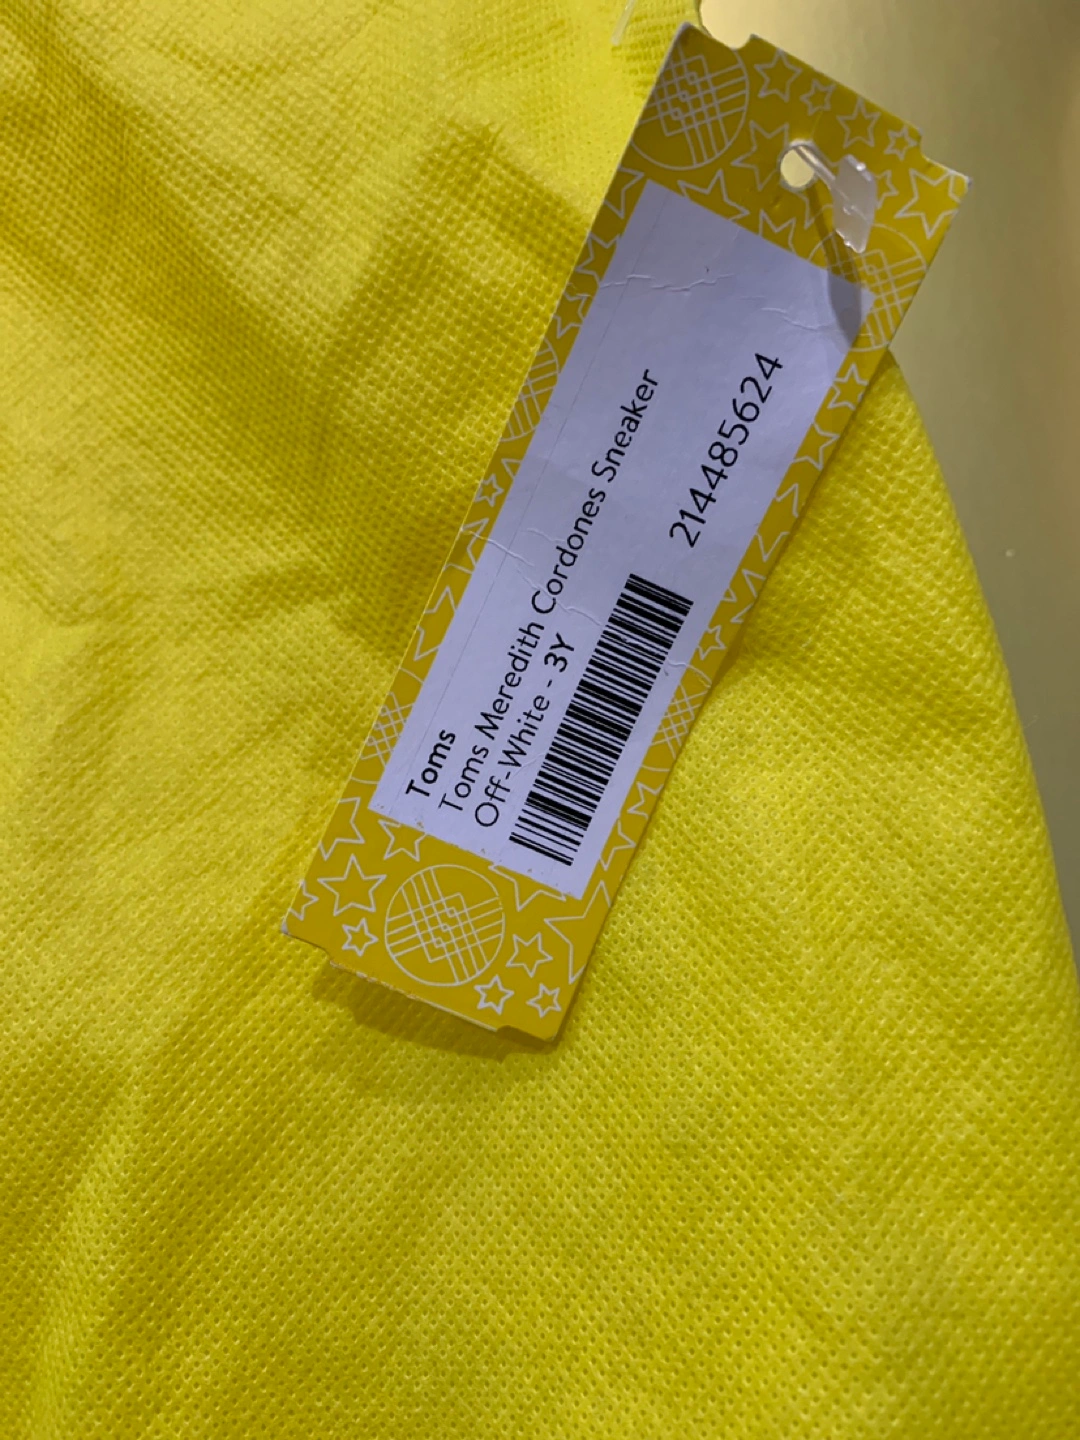 Toms
Toms Meredith Cordones Sneaker
Off-White - 3Y
214485624